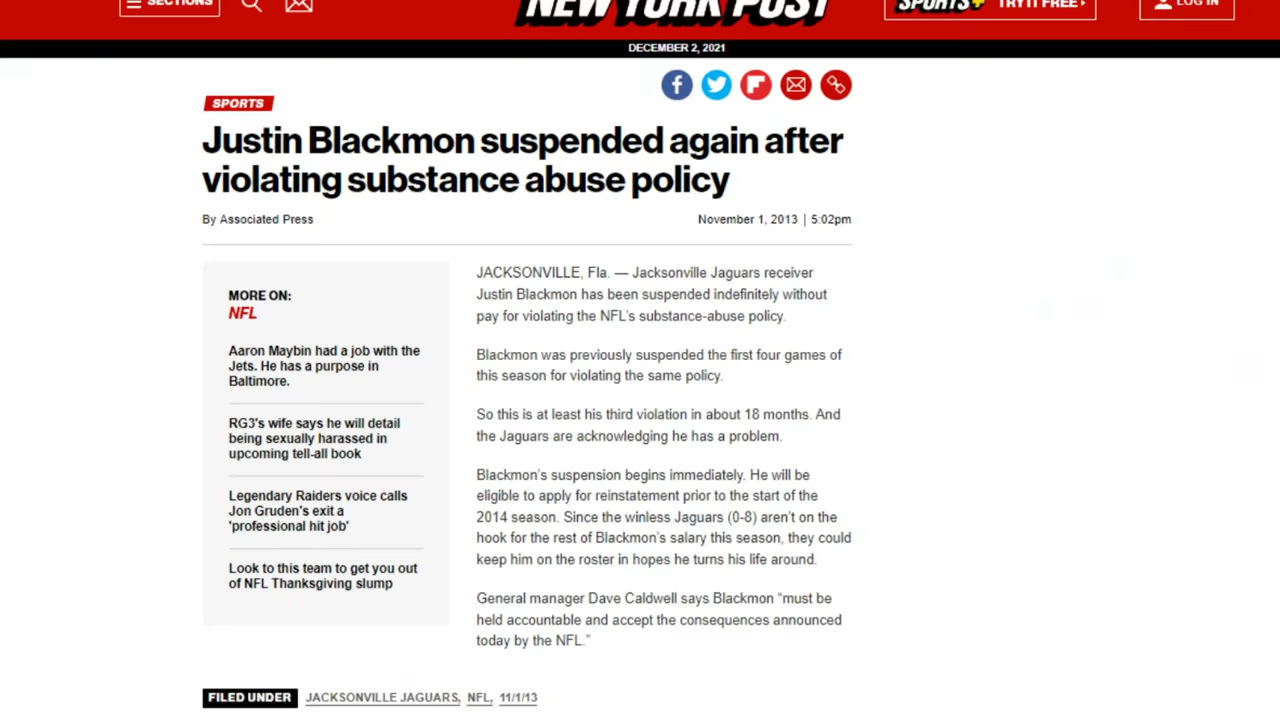 SECTIONS
NEW YORK POST
SPORTS+ TRY IT FREE
LOG IN
DECEMBER 2, 2021
SPORTS
Justin Blackmon suspended again after
violating substance abuse policy
By Associated Press
November 1, 2013 | 5:02pm
MORE ON:
NFL
Aaron Maybin had a job with the
Jets. He has a purpose in
Baltimore.
RG3's wife says he will detail
being sexually harassed in
upcoming tell-all book
Legendary Raiders voice calls
Jon Gruden's exit a
'professional hit job'
Look to this team to get you out
of NFL Thanksgiving slump
JACKSONVILLE, Fla. — Jacksonville Jaguars receiver
Justin Blackmon has been suspended indefinitely without
pay for violating the NFL's substance-abuse policy.
Blackmon was previously suspended the first four games of
this season for violating the same policy.
So this is at least his third violation in about 18 months. And
the Jaguars are acknowledging he has a problem.
Blackmon's suspension begins immediately. He will be
eligible to apply for reinstatement prior to the start of the
2014 season. Since the winless Jaguars (0-8) aren't on the
hook for the rest of Blackmon's salary this season, they could
keep him on the roster in hopes he turns his life around.
General manager Dave Caldwell says Blackmon “must be
held accountable and accept the consequences announced
today by the NFL.”
FILED UNDER JACKSONVILLE JAGUARS, NFL, 11/1/13